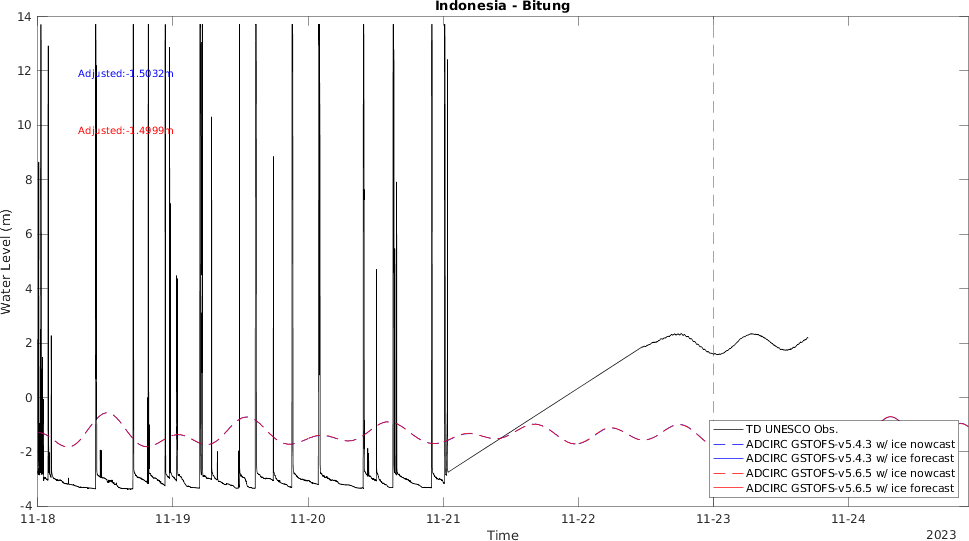 Indonesia - Bitung
14
12
10
8
6
4
2
0
-2
-4
Water Level (m)
Adjusted:-1.5032m
Adjusted:-1.4999m
TD UNESCO Obs.
ADCIRC GSTOFS-v5.4.3 w/ ice nowcast
ADCIRC GSTOFS-v5.4.3 w/ ice forecast
ADCIRC GSTOFS-v5.6.5 w/ ice nowcast
ADCIRC GSTOFS-v5.6.5 w/ ice forecast
11-18 11-19 11-20 11-21 11-22 11-23 11-24
Time
2023